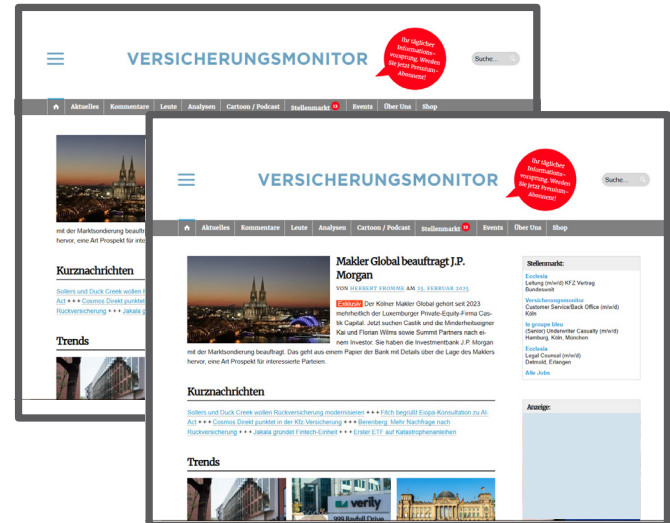 VERSICHERUNGSMONITOR
Ihr täglicher
Informations-
vorsprung. Werden
Sie jetzt Premium-
Abonnent!
Suche...
Aktuelles Kommentare Leute Analysen Cartoon / Podcast Stellenmarkt 13 Events Über Uns Shop
mit der Marktsondierung beauftr
hervor, eine Art Prospekt für inte
Kurznachrichten
Sollers und Duck Creek wollen
Act + + + Cosmos Direkt punktet
Rückversicherung + + + Jakala g
Trends
VERSICHERUNGSMONITOR
Ihr täglicher
Informations-
vorsprung. Werden
Sie jetzt Premium-
Abonnent!
Suche...
Aktuelles Kommentare Leute Analysen Cartoon / Podcast Stellenmarkt 13 Events Über Uns Shop
Makler Global beauftragt J.P.
Morgan
VON HERBERT FROMME AM 25. FEBRUAR 2025
Exklusiv Der Kölner Makler Global gehört seit 2023
mehrheitlich der Luxemburger Private-Equity-Firma Cas-
tik Capital. Jetzt suchen Castik und die Minderheitseigner
Kai und Florian Wilms sowie Summit Partners nach ei-
nem Investor. Sie haben die Investmentbank J.P. Morgan
mit der Marktsondierung beauftragt. Das geht aus einem Papier der Bank mit Details über die Lage des Maklers
hervor, eine Art Prospekt für interessierte Parteien.
Kurznachrichten
Sollers und Duck Creek wollen Rückversicherung modernisieren + + + Fitch begrüßt Eiopa-Konsultation zu AI-
Act + + + Cosmos Direkt punktet in der Kfz-Versicherung + + + Berenberg: Mehr Nachfrage nach
Rückversicherung + + + Jakala gründet Fintech-Einheit + + + Erster ETF auf Katastrophenanleihen
Trends
verily
999 Bayhill Drive
Stellenmarkt:
Ecclesia
Leitung (m/w/d) KFZ Vertrag
Bundesweit
Versicherungsmonitor
Customer Service/Back Office (m/w/d)
Köln
le groupe bleu
(Senior) Underwriter Casualty (m/w/d)
Hamburg, Köln, München
Ecclesia
Legal Counsel (m/w/d)
Detmold, Erlangen
Alle Jobs
Anzeige: